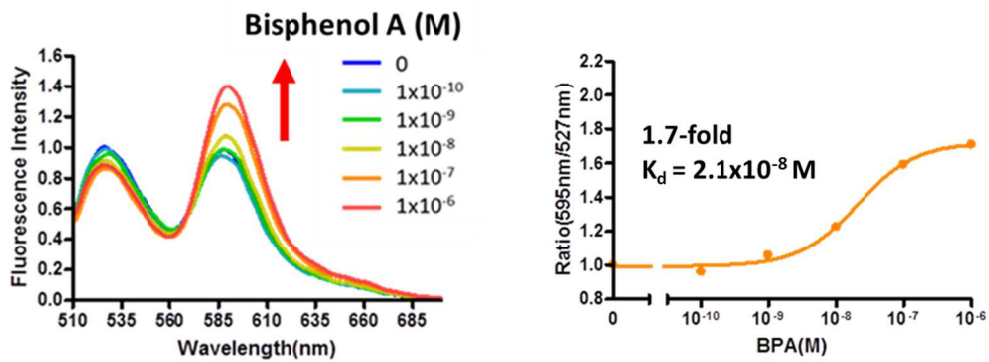 Bisphenol A (M)
0
1x10⁻¹⁰
1x10⁻⁹
1x10⁻⁸
1x10⁻⁷
1x10⁻⁶
Fluorescence Intensity
1.6
1.4
1.2
1.0
0.8
0.6
0.4
0.2
0.0
510 535 560 585 610 635 660 685
Wavelength(nm)
Ratio(595nm/527nm)
2.2
2.0
1.8
1.6
1.4
1.2
1.0
0.8
1.7-fold
K_d = 2.1x10⁻⁸ M
0 10⁻¹⁰ 10⁻⁹ 10⁻⁸ 10⁻⁷ 10⁻⁶
BPA(M)